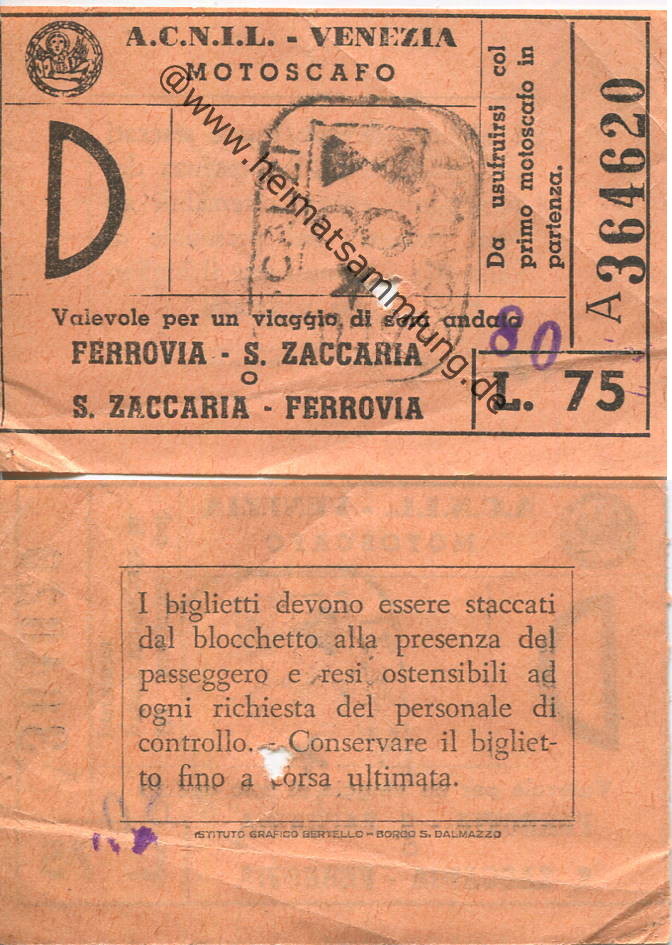 A.C.N.I.L. - VENEZIA
MOTOSCAFO
D
Da usufruirsi col
primo motoscafo in
partenza.
A 364620
SCALZI
Valevole per un viaggio di sola andata
FERROVIA - S. ZACCARIA
O
S. ZACCARIA - FERROVIA
80
L. 75
@www.heimatsammlung.de
I biglietti devono essere staccati
dal blocchetto alla presenza del
passeggero e resi ostensibili ad
ogni richiesta del personale di
controllo. - Conservare il bigliet-
to fino a corsa ultimata.
ISTITUTO GRAFICO BERTELLO - BORGO S. DALMAZZO